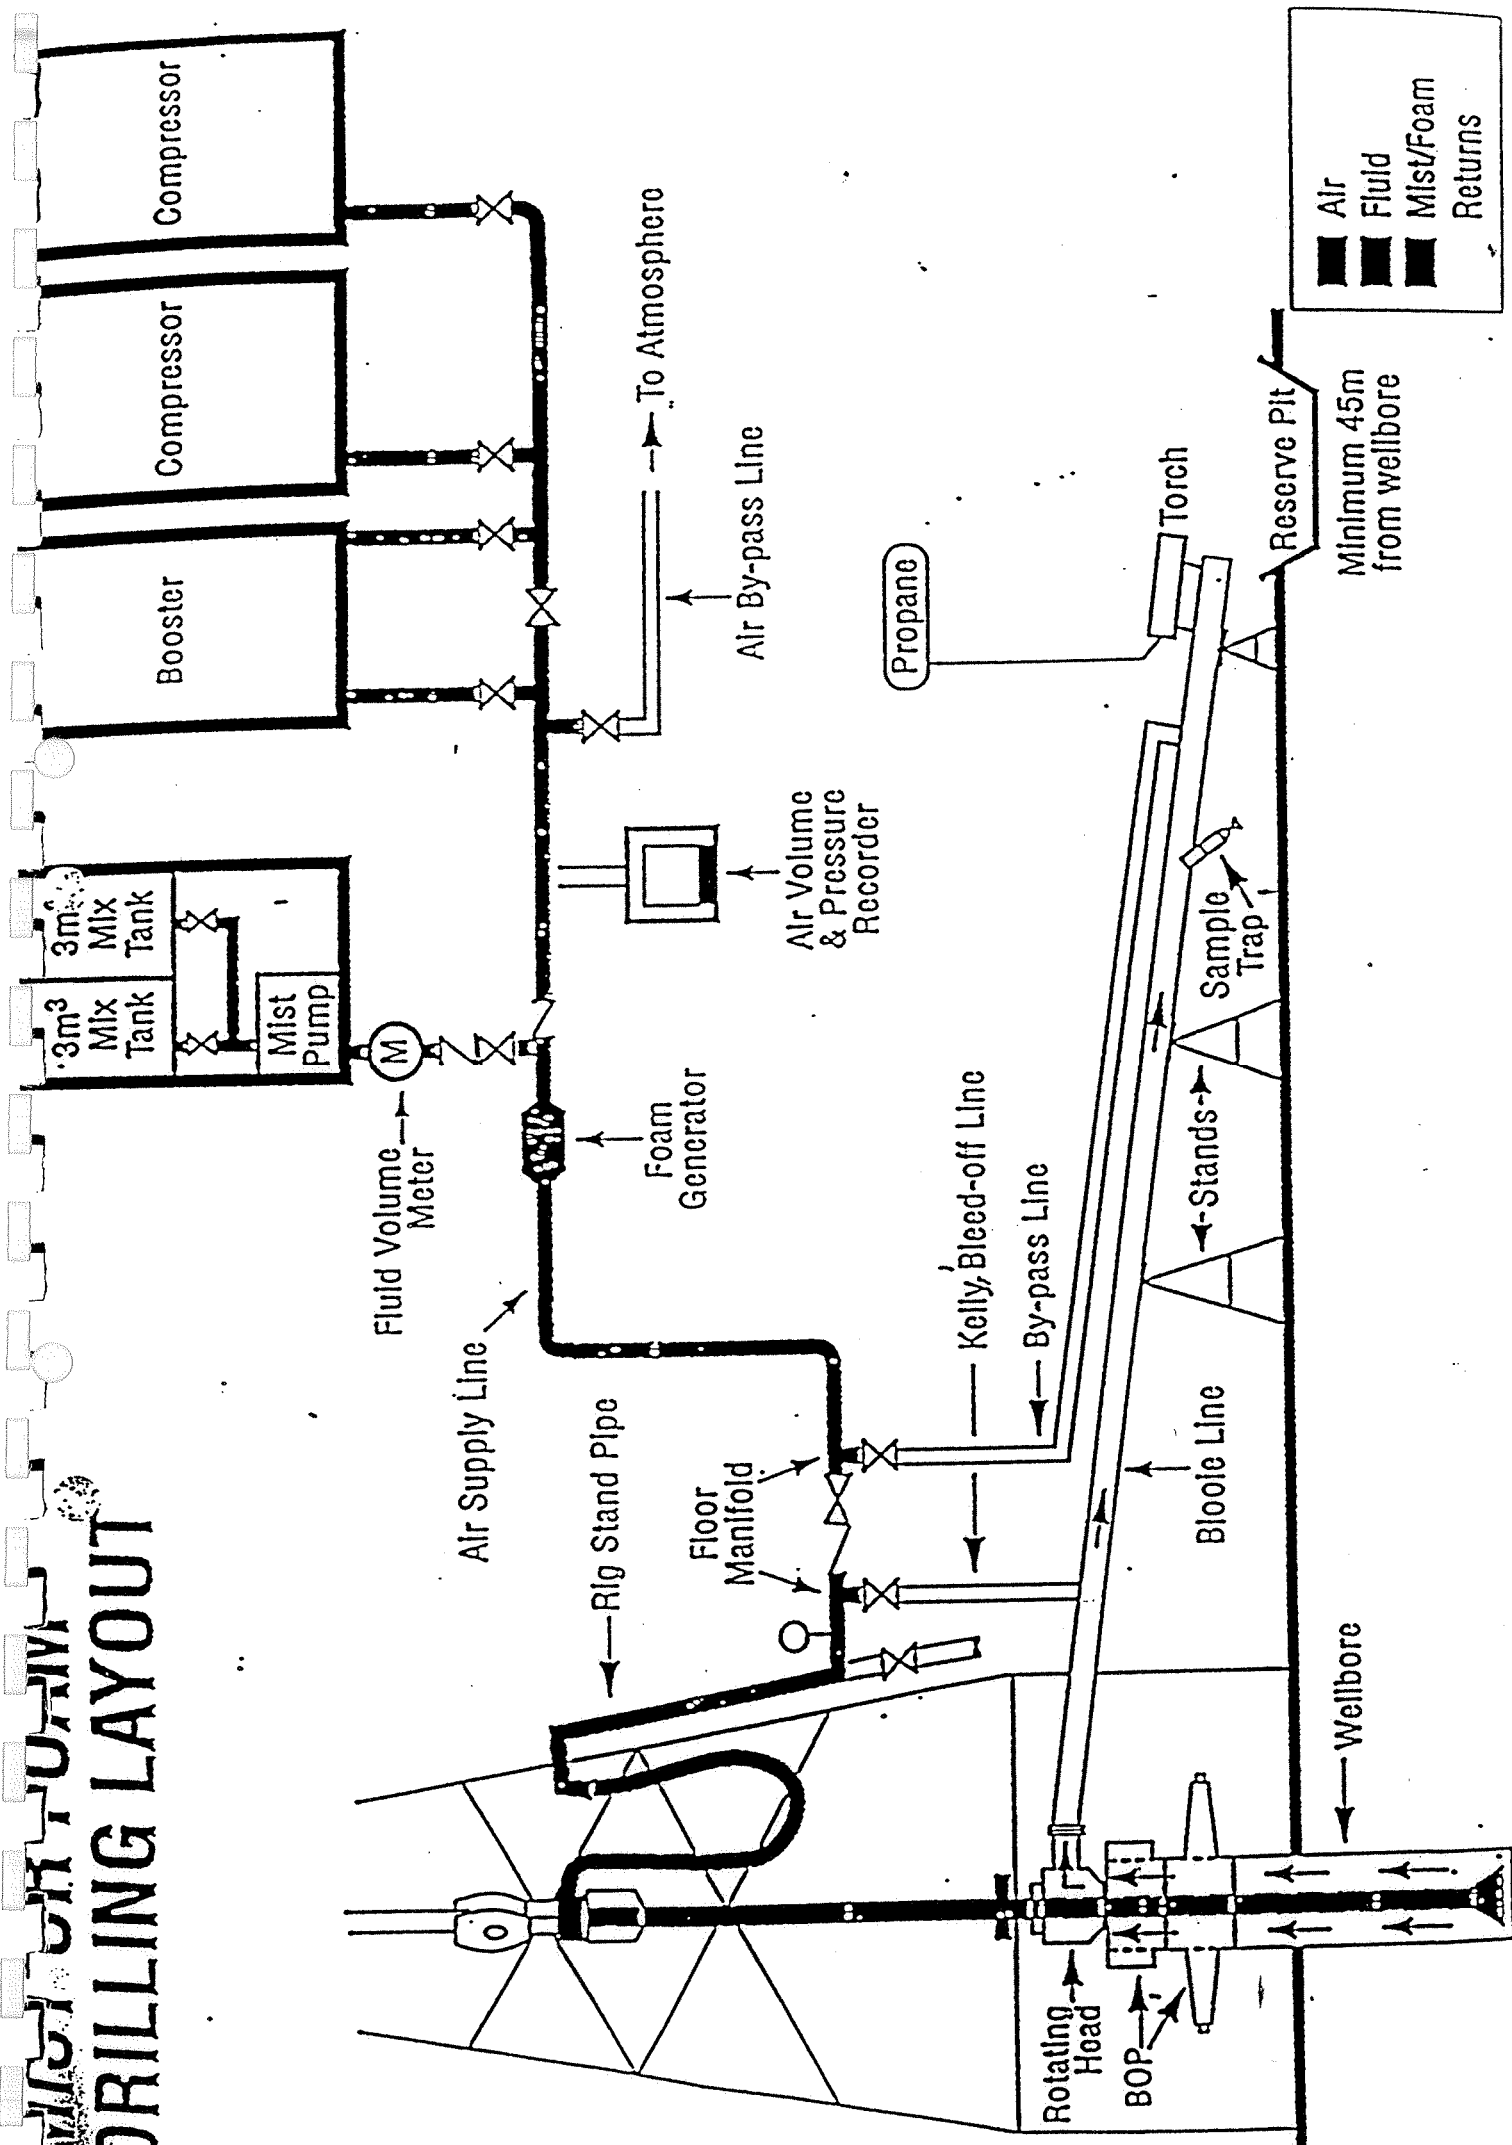 DRILLING LAYOUT
3m³
Mix
Tank
3m
Mix
Tank
Mist
Pump
M
Booster
Compressor
Compressor
Fluid Volume
Meter
Foam
Generator
Air Supply Line
Air Volume
& Pressure
Recorder
Air By-pass Line
To Atmosphere
Rig Stand Pipe
Floor
Manifold
Kelly Bleed-off Line
By-pass Line
Propane
Torch
Blooie Line
Stands
Sample
Trap
Reserve Pit
Minimum 45m
from wellbore
Rotating
Head
BOP
Wellbore
Air
Fluid
Mist/Foam
Returns